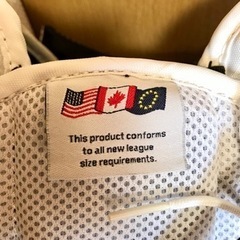 This product conforms
to all new league
size requirements.